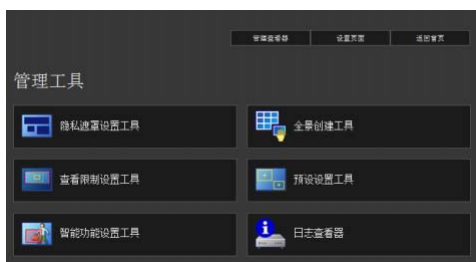 管理查看器 设置页面 返回首页
管理工具
隐私遮罩设置工具 全景创建工具
查看限制设置工具 预设设置工具
智能功能设置工具 日志查看器